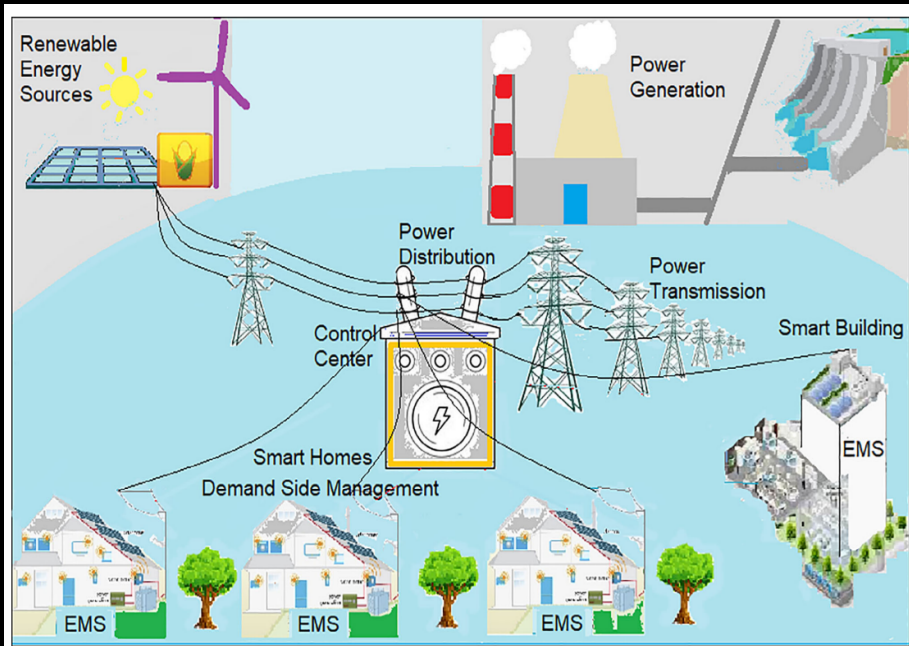 Renewable
Energy
Sources
Power
Generation
Power
Distribution
Power
Transmission
Control
Center
Smart Building
EMS
Smart Homes
Demand Side Management
EMS
EMS
EMS